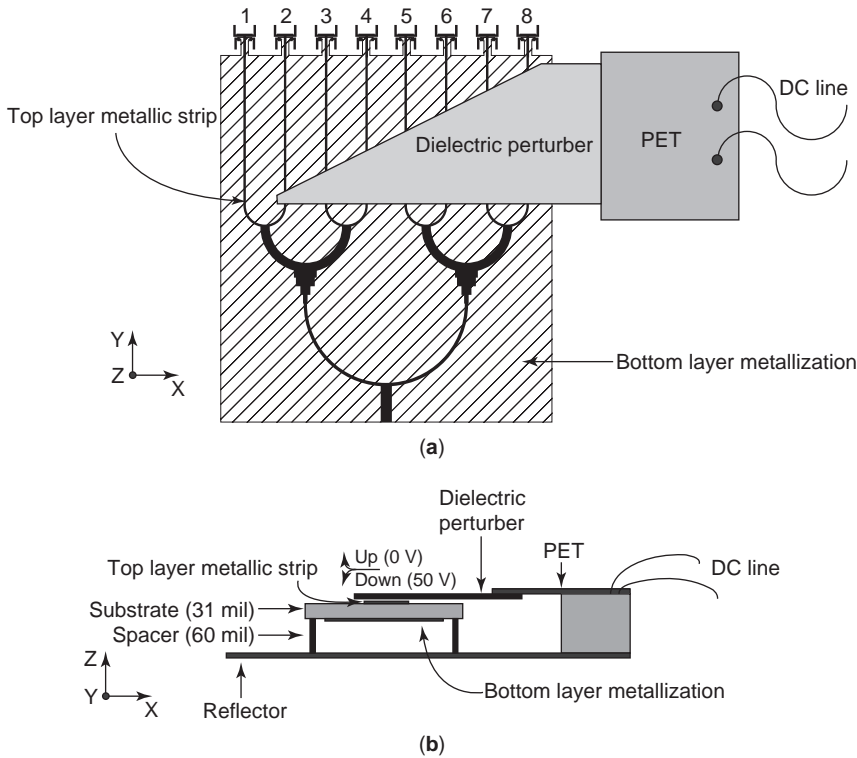 1 2 3 4 5 6 7 8
DC line
Top layer metallic strip
Dielectric perturber
PET
Y
Z
X
Bottom layer metallization
(a)
Dielectric
perturber
Up (0 V)
PET
Top layer metallic strip
DC line
Down (50 V)
Substrate (31 mil)
Spacer (60 mil)
Z
Y
X
Bottom layer metallization
Reflector
(b)